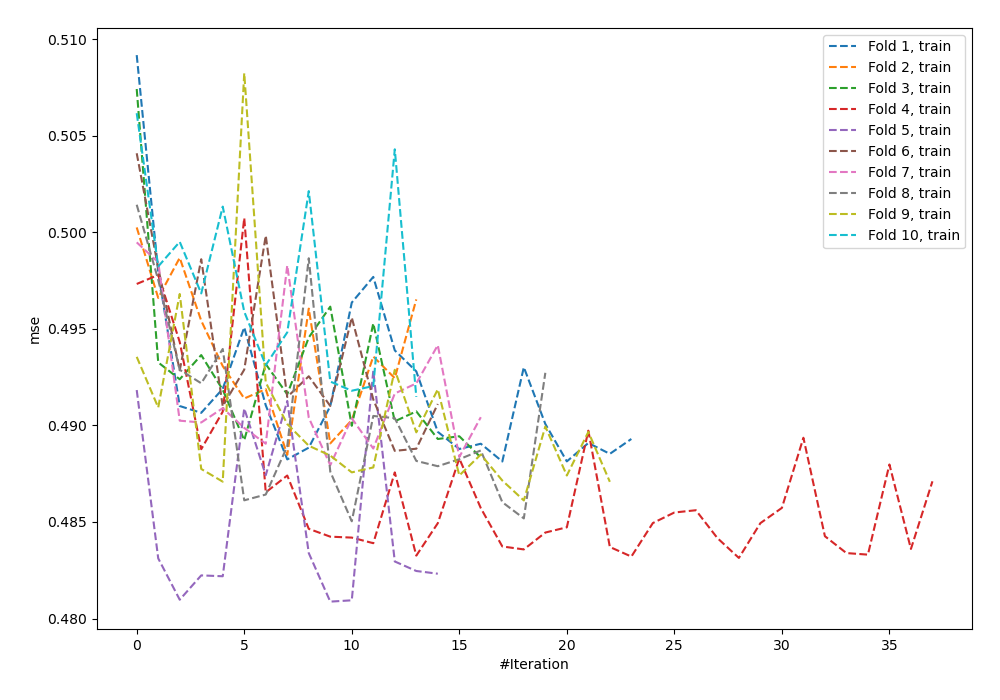 0.510
0.505
0.500
0.495
0.490
0.485
0.480
mse
0 5 10 15 20 25 30 35
#Iteration
Fold 1, train
Fold 2, train
Fold 3, train
Fold 4, train
Fold 5, train
Fold 6, train
Fold 7, train
Fold 8, train
Fold 9, train
Fold 10, train